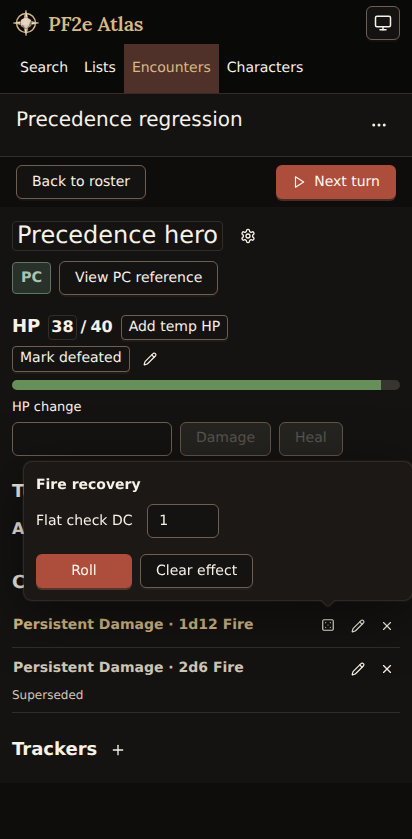 PF2e Atlas
Search Lists Encounters Characters
Precedence regression
...
Back to roster Next turn
Precedence hero
PC View PC reference
HP 38 / 40 Add temp HP
Mark defeated
HP change
Damage Heal
T
Fire recovery
A
Flat check DC 1
C
Roll Clear effect
Persistent Damage · 1d12 Fire
Persistent Damage · 2d6 Fire
Superseded
Trackers +